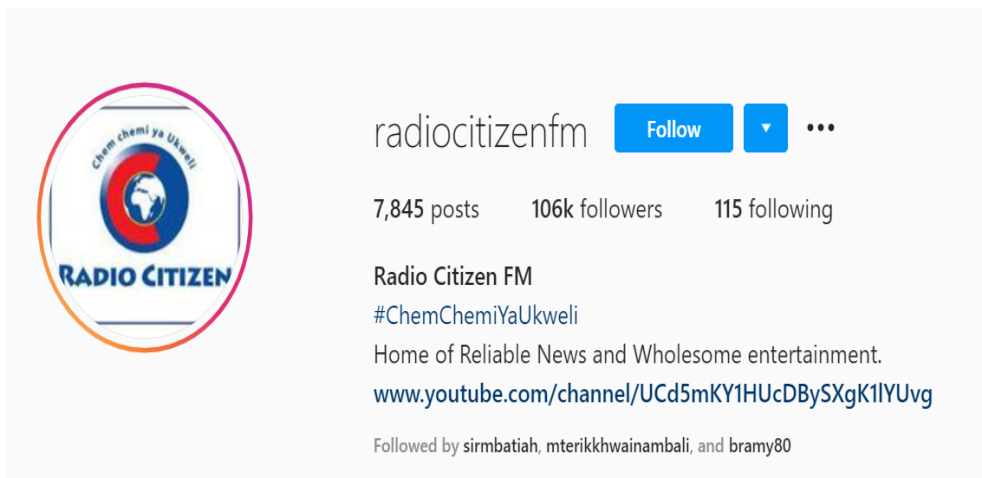 Chem chemi ya Ukweli
RADIO CITIZEN
radiocitizenfm
Follow
7,845 posts 106k followers 115 following
Radio Citizen FM
#ChemChemiYaUkweli
Home of Reliable News and Wholesome entertainment.
www.youtube.com/channel/UCd5mKY1HUcDBySXgK1lYUvg
Followed by sirmbatiah, mterikkhwainambali, and bramy80